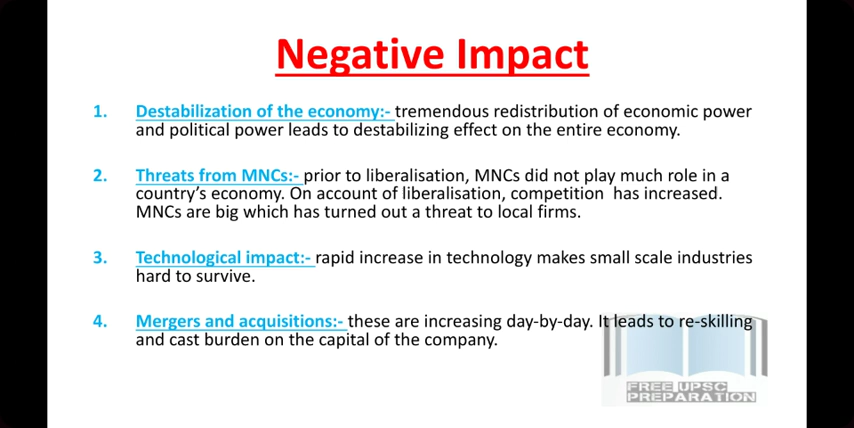 Negative Impact
1. Destabilization of the economy:- tremendous redistribution of economic power
and political power leads to destabilizing effect on the entire economy.
2. Threats from MNCs:- prior to liberalisation, MNCs did not play much role in a
country's economy. On account of liberalisation, competition has increased.
MNCs are big which has turned out a threat to local firms.
3. Technological impact:- rapid increase in technology makes small scale industries
hard to survive.
4. Mergers and acquisitions:- these are increasing day-by-day. It leads to re-skilling
and cast burden on the capital of the company.
FREE UPSC
PREPARATION